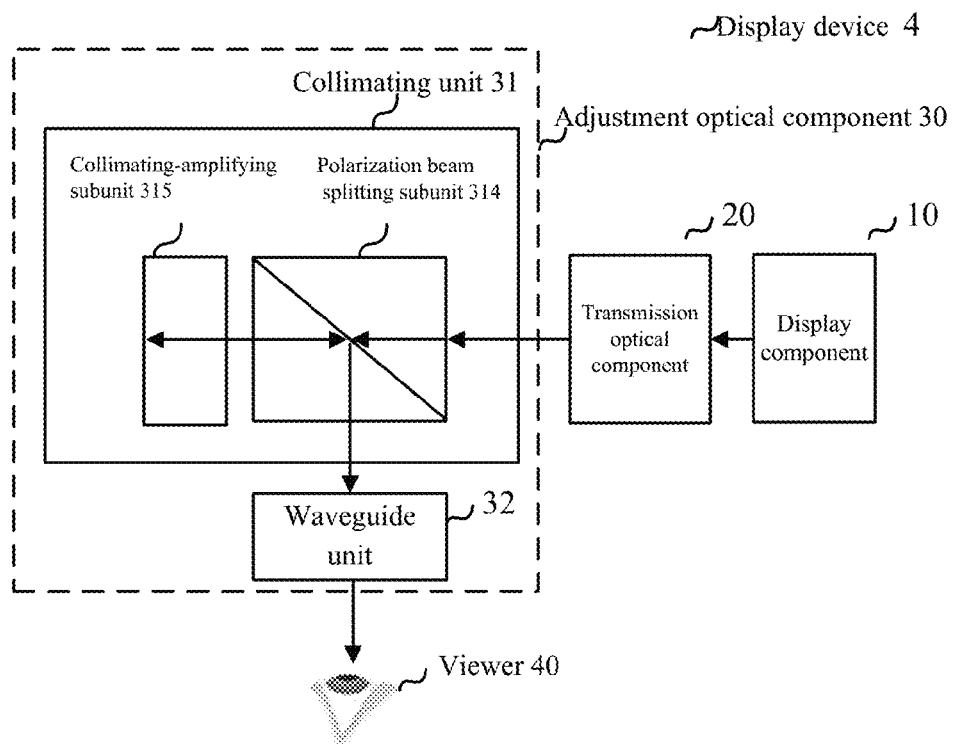 Display device 4
Collimating unit 31
Adjustment optical component 30
Collimating-amplifying
subunit 315
Polarization beam
splitting subunit 314
20
10
Transmission
optical
component
Display
component
Waveguide
unit
32
Viewer 40